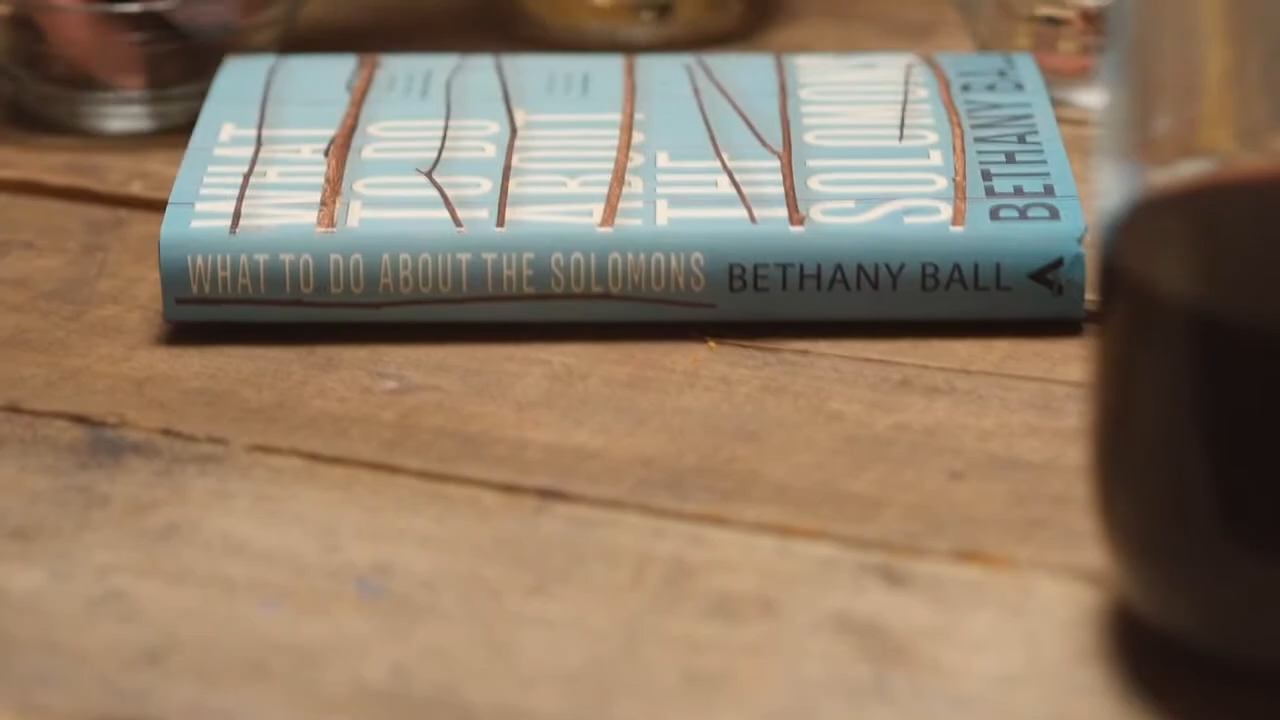 WHAT
TO DO
ABOUT
THE
SOLOMONS
BETHANY BALL
WHAT TO DO ABOUT THE SOLOMONS BETHANY BALL